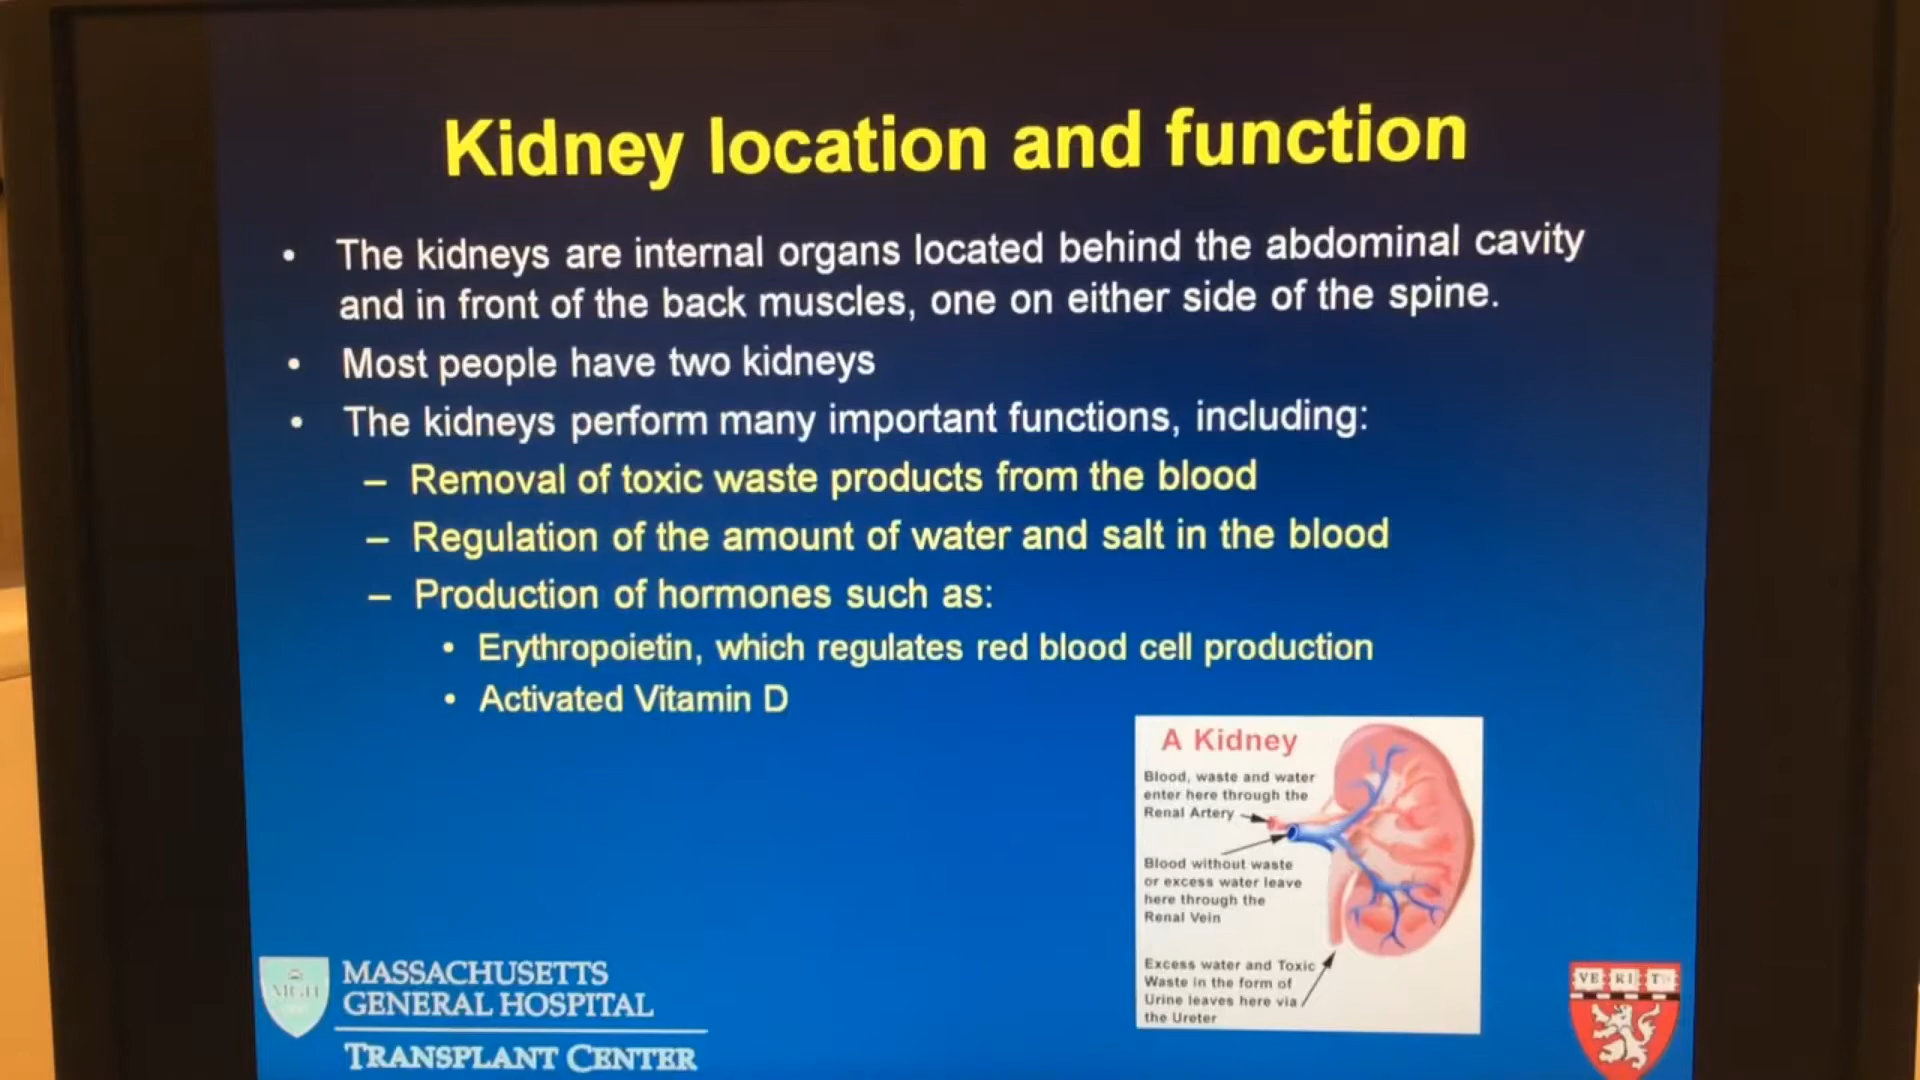 Kidney location and function
• The kidneys are internal organs located behind the abdominal cavity
and in front of the back muscles, one on either side of the spine.
• Most people have two kidneys
• The kidneys perform many important functions, including:
– Removal of toxic waste products from the blood
– Regulation of the amount of water and salt in the blood
– Production of hormones such as:
• Erythropoietin, which regulates red blood cell production
• Activated Vitamin D
A Kidney
Blood, waste and water
enter here through the
Renal Artery
Blood without waste
or excess water leave
here through the
Renal Vein
Excess water and Toxic
Waste in the form of
Urine leaves here via
the Ureter
MGH
MASSACHUSETTS
GENERAL HOSPITAL
TRANSPLANT CENTER
VE RI T